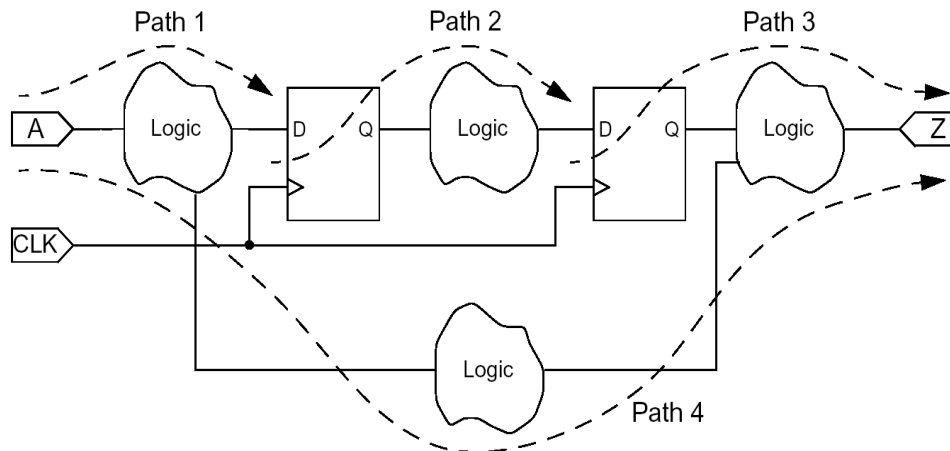 Path 1
Path 2
Path 3
A
Logic
D
Q
Logic
D
Q
Logic
Z
CLK
Logic
Path 4